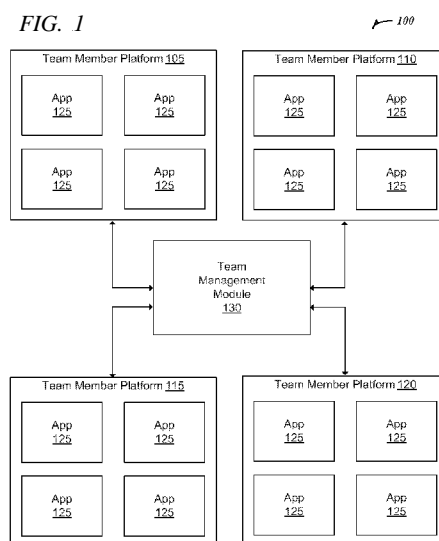 FIG. 1
100
Team Member Platform 105
Team Member Platform 110
App
125
App
125
App
125
App
125
App
125
App
125
App
125
App
125
Team
Management
Module
130
Team Member Platform 115
Team Member Platform 120
App
125
App
125
App
125
App
125
App
125
App
125
App
125
App
125